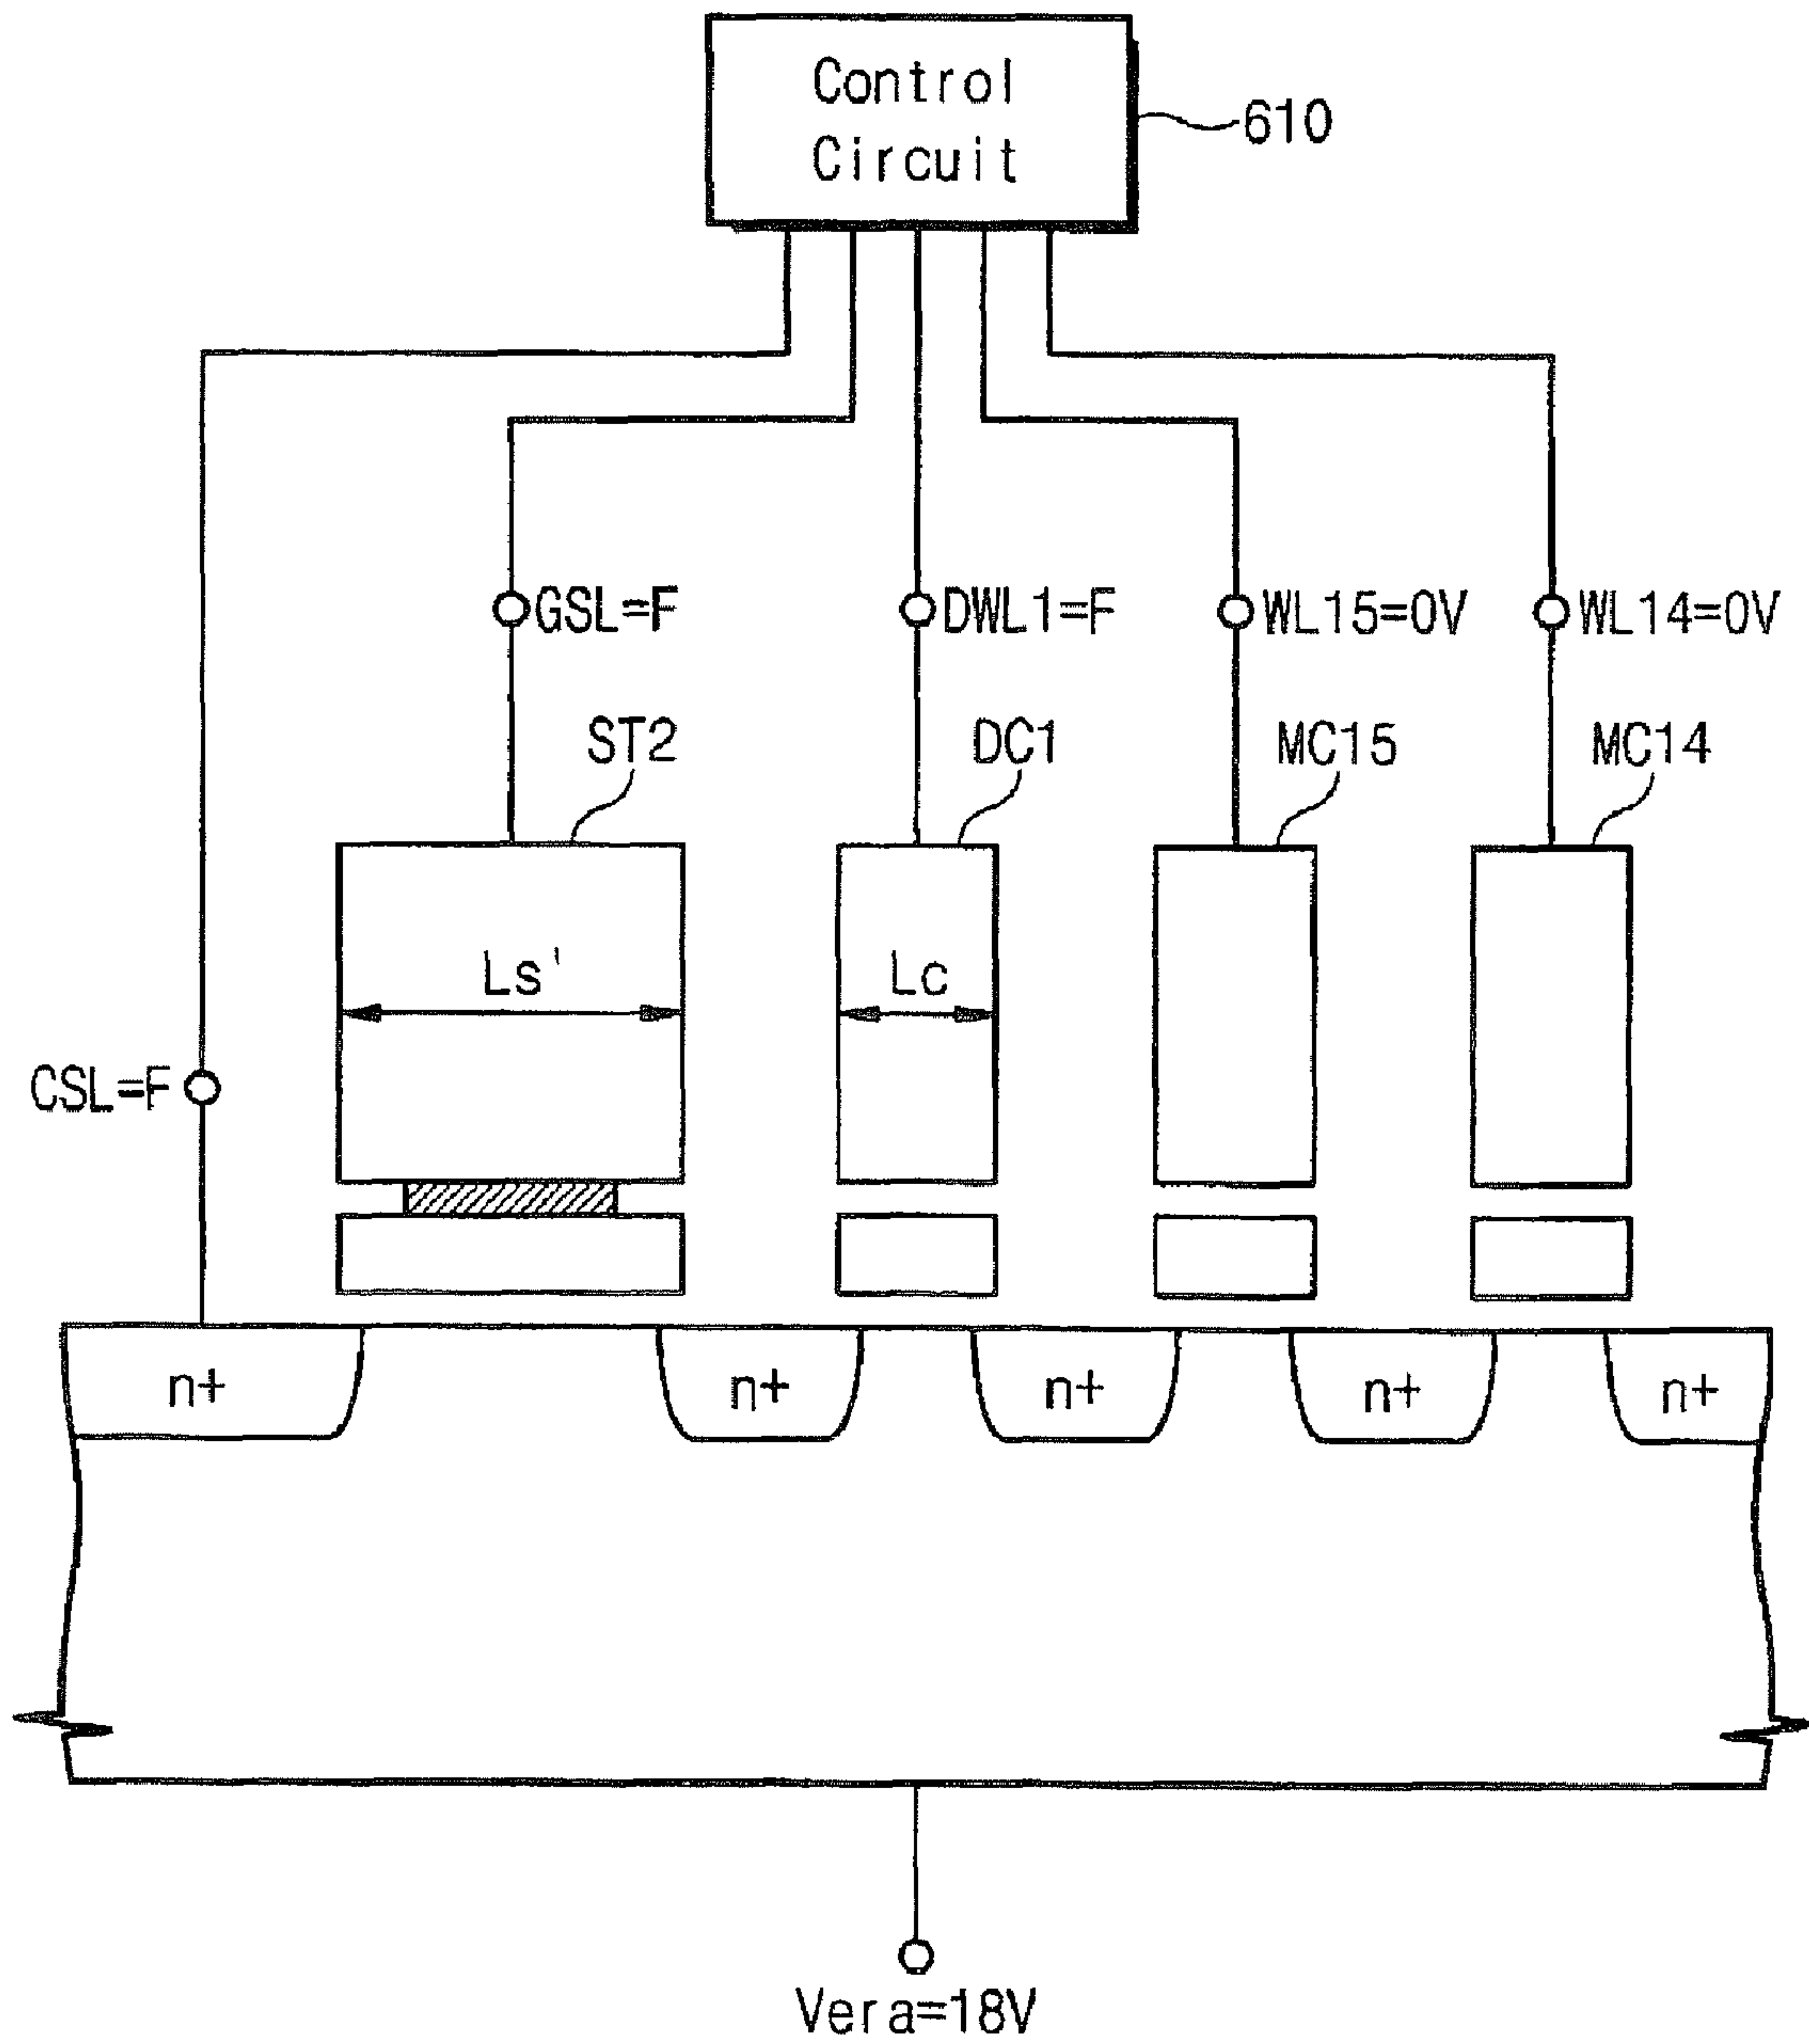 Control
Circuit
610
GSL=F
DWL1=F
WL15=0V
WL14=0V
ST2
DC1
MC15
MC14
Ls'
Lc
CSL=F
n+
n+
n+
n+
n+
Vera=18V